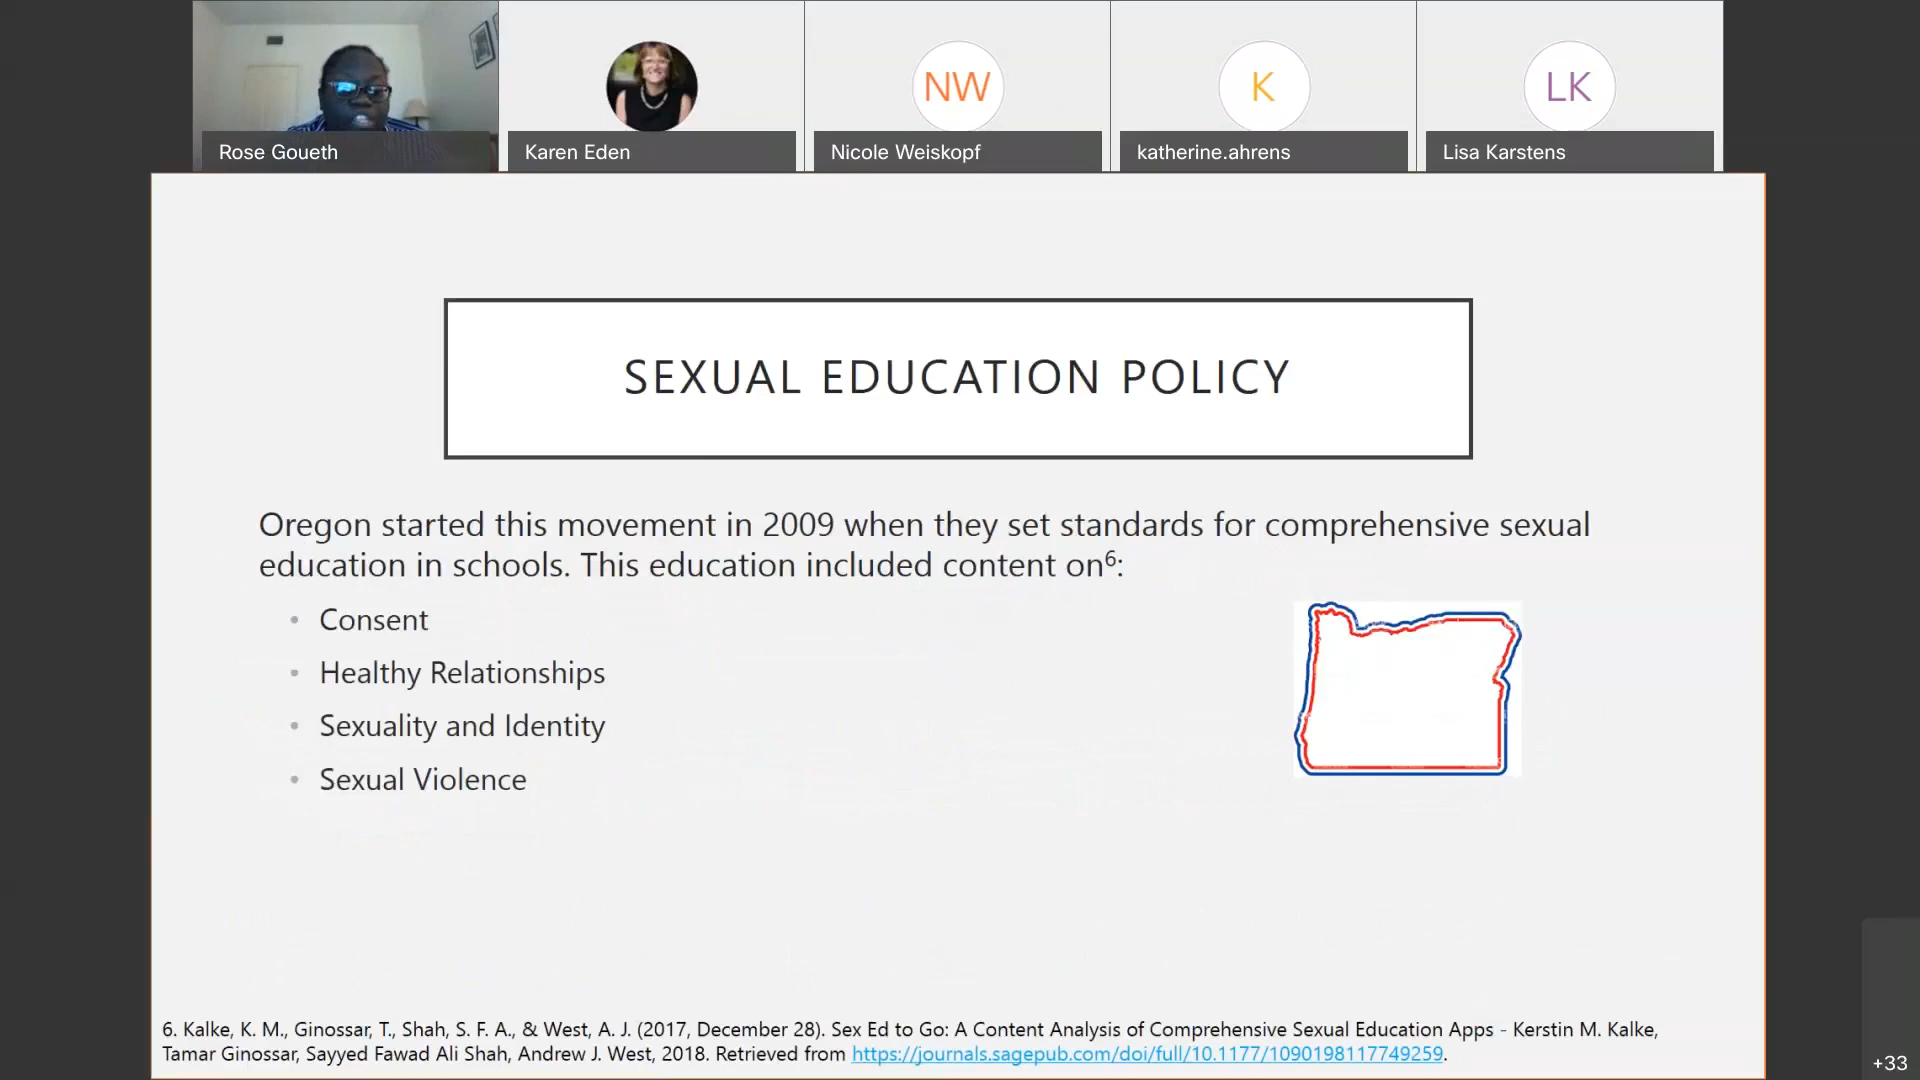 NW
K
LK
Rose Goueth
Karen Eden
Nicole Weiskopf
katherine.ahrens
Lisa Karstens
SEXUAL EDUCATION POLICY
Oregon started this movement in 2009 when they set standards for comprehensive sexual
education in schools. This education included content on⁶:
• Consent
• Healthy Relationships
• Sexuality and Identity
• Sexual Violence
6. Kalke, K. M., Ginossar, T., Shah, S. F. A., & West, A. J. (2017, December 28). Sex Ed to Go: A Content Analysis of Comprehensive Sexual Education Apps - Kerstin M. Kalke,
Tamar Ginossar, Sayyed Fawad Ali Shah, Andrew J. West, 2018. Retrieved from https://journals.sagepub.com/doi/full/10.1177/1090198117749259.
+33